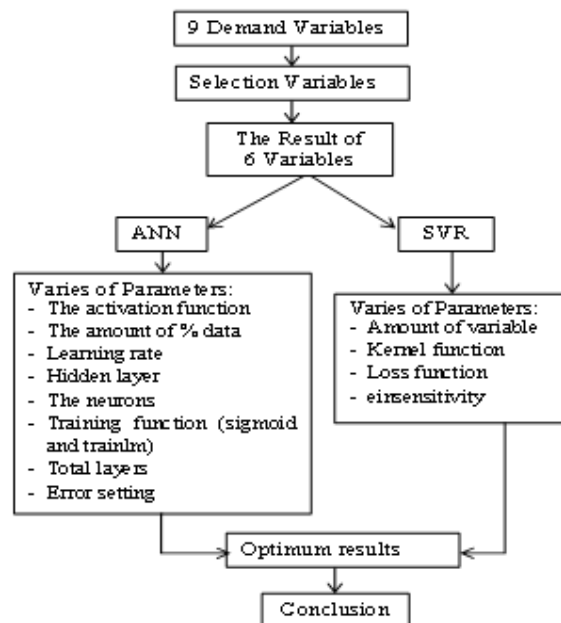 9 Demand Variables
Selection Variables
The Result of
6 Variables
ANN
SVR
Varies of Parameters:
- The activation function
- The amount of % data
- Learning rate
- Hidden layer
- The neurons
- Training function (sigmoid
and trainlm)
- Total layers
- Error setting
Varies of Parameters:
- Amount of variable
- Kernel function
- Loss function
- einsensitivity
Optimum results
Conclusion